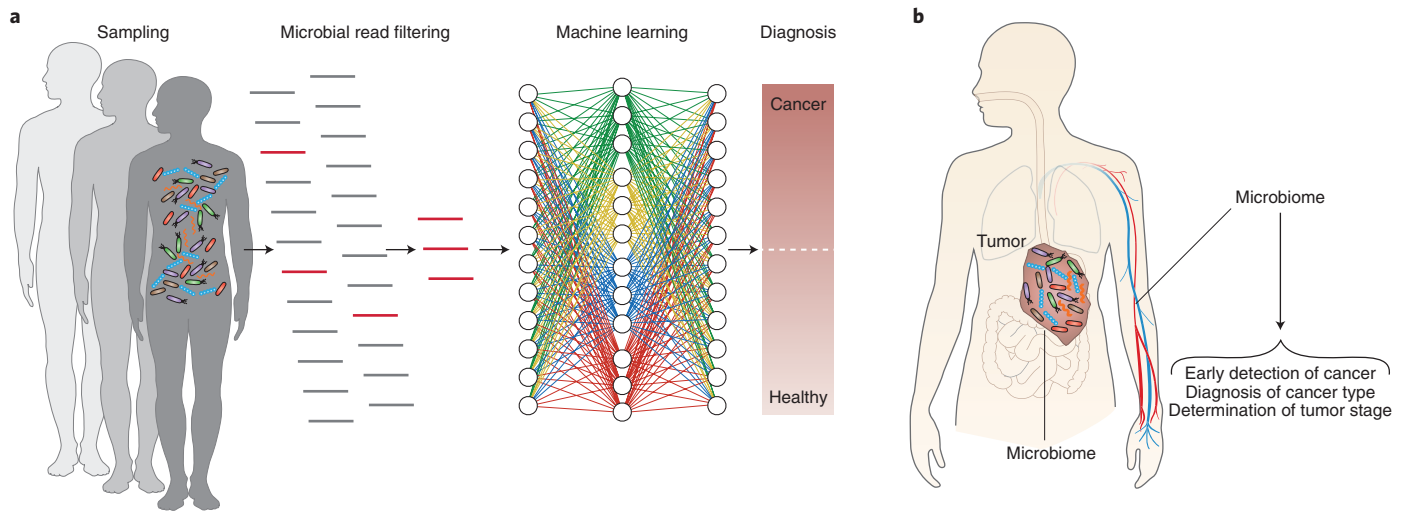 a
Sampling
Microbial read filtering
Machine learning
Diagnosis
Cancer
Healthy
b
Tumor
Microbiome
Microbiome
Early detection of cancer
Diagnosis of cancer type
Determination of tumor stage